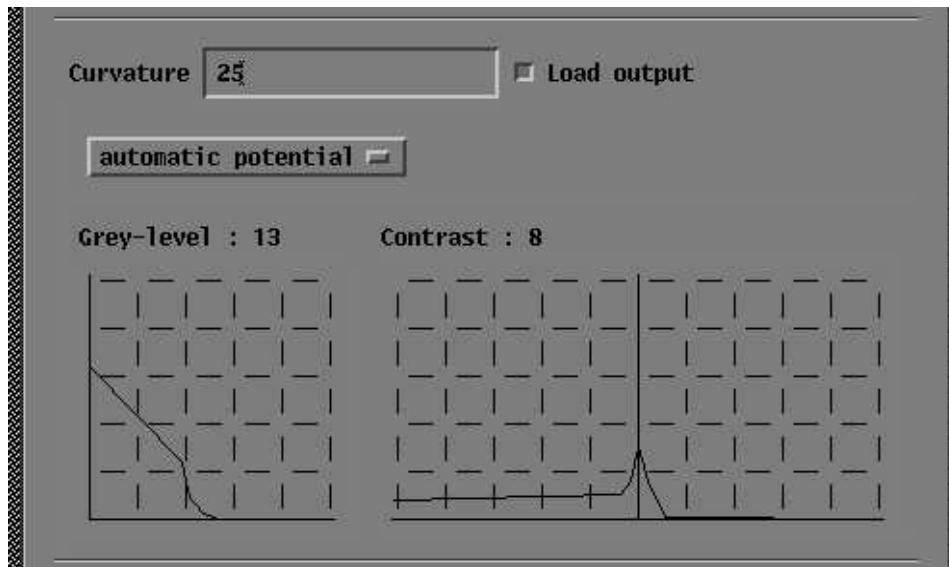 Curvature 25 Load output
automatic potential
Grey-level : 13 Contrast : 8